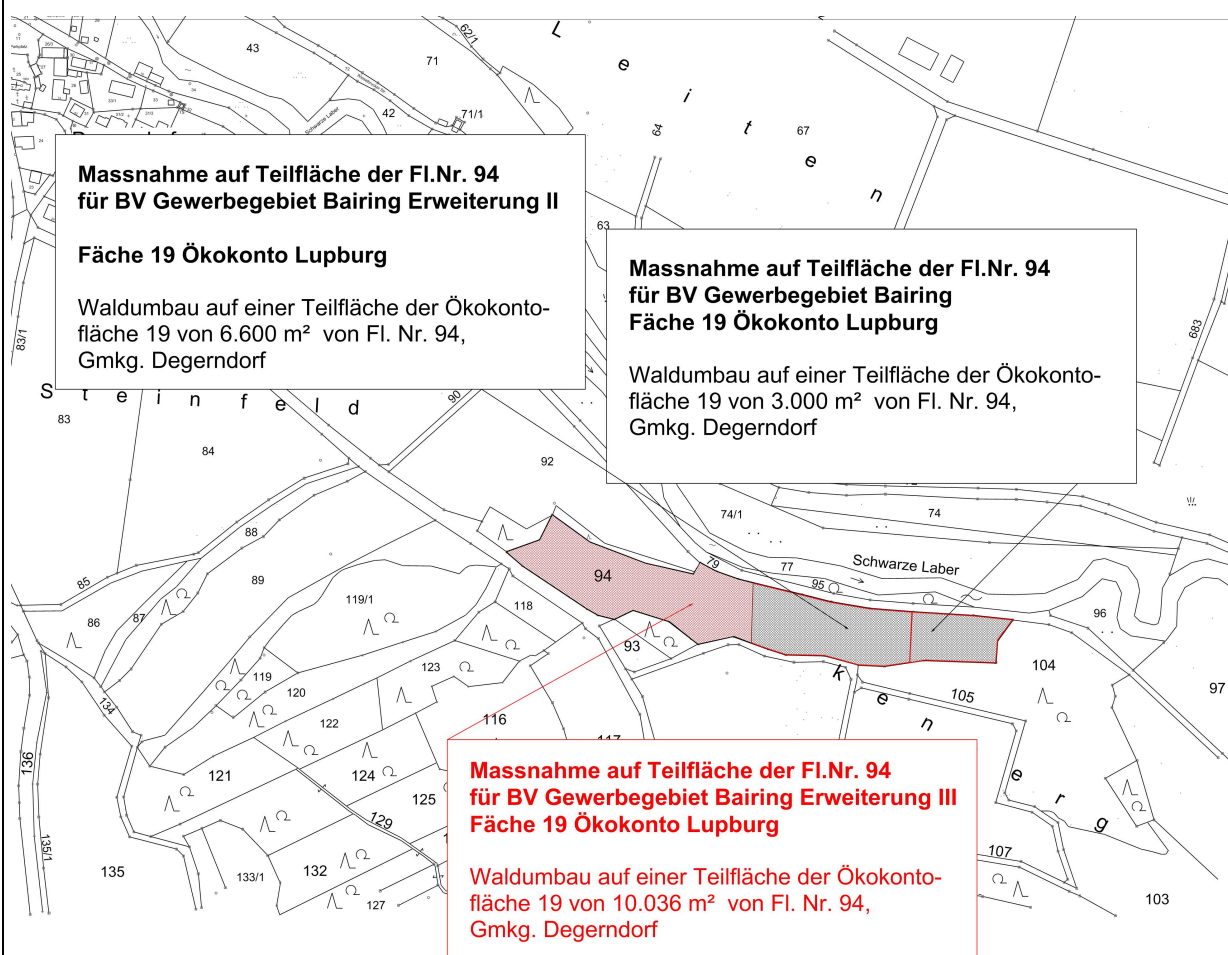 43
71
62/1
L e i t e n
64
67
42
71/1
Schwarze Laber
63
683
Massnahme auf Teilfläche der Fl.Nr. 94
für BV Gewerbegebiet Bairing Erweiterung II
Fäche 19 Ökokonto Lupburg
Waldumbau auf einer Teilfläche der Ökokonto-
fläche 19 von 6.600 m² von Fl. Nr. 94,
Gmkg. Degerndorf
Massnahme auf Teilfläche der Fl.Nr. 94
für BV Gewerbegebiet Bairing
Fäche 19 Ökokonto Lupburg
Waldumbau auf einer Teilfläche der Ökokonto-
fläche 19 von 3.000 m² von Fl. Nr. 94,
Gmkg. Degerndorf
83/1
S t e i n f e l d
83
84
90
92
74/1
74
88
85
89
86
87
119/1
118
94
79
77
95
Schwarze Laber
96
93
104
97
119
120
123
122
116
k e n
105
e r g
134
136
121
124
125
129
135/1
135
133/1
132
127
107
103
Massnahme auf Teilfläche der Fl.Nr. 94
für BV Gewerbegebiet Bairing Erweiterung III
Fäche 19 Ökokonto Lupburg
Waldumbau auf einer Teilfläche der Ökokonto-
fläche 19 von 10.036 m² von Fl. Nr. 94,
Gmkg. Degerndorf